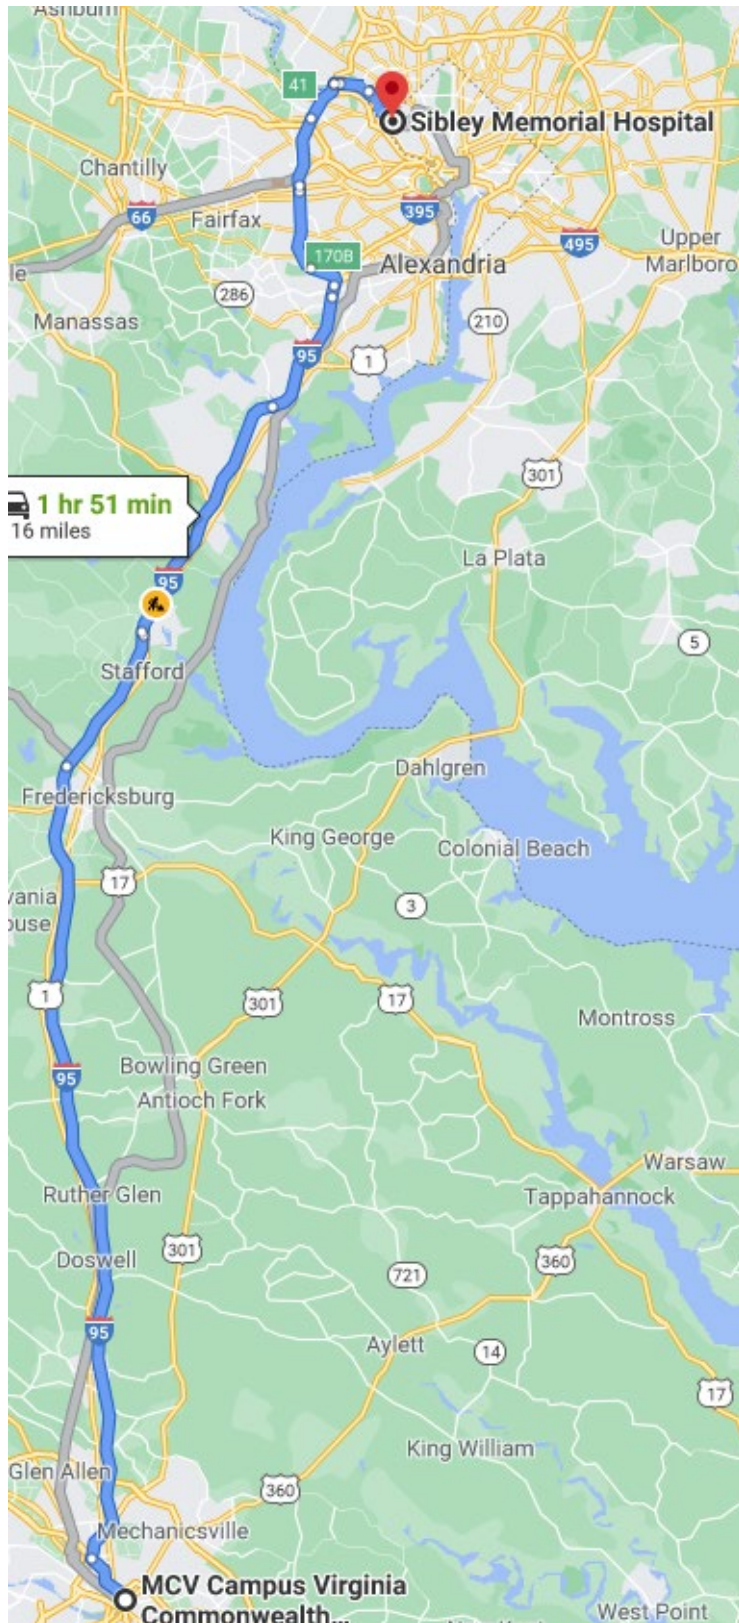 Ashburn
41
Sibley Memorial Hospital
Chantilly
66
Fairfax
395
495
Upper
Marlboro
170B
Alexandria
le
286
210
Manassas
95
1
1 hr 51 min
16 miles
301
La Plata
95
5
Stafford
Dahlgren
Fredericksburg
King George
Colonial Beach
17
vania
ouse
3
1
301
17
Montross
Bowling Green
95
Antioch Fork
Warsaw
Ruther Glen
Tappahannock
301
Doswell
360
721
95
Aylett
14
17
King William
Glen Allen
360
Mechanicsville
MCV Campus Virginia
Commonwealth...
West Point